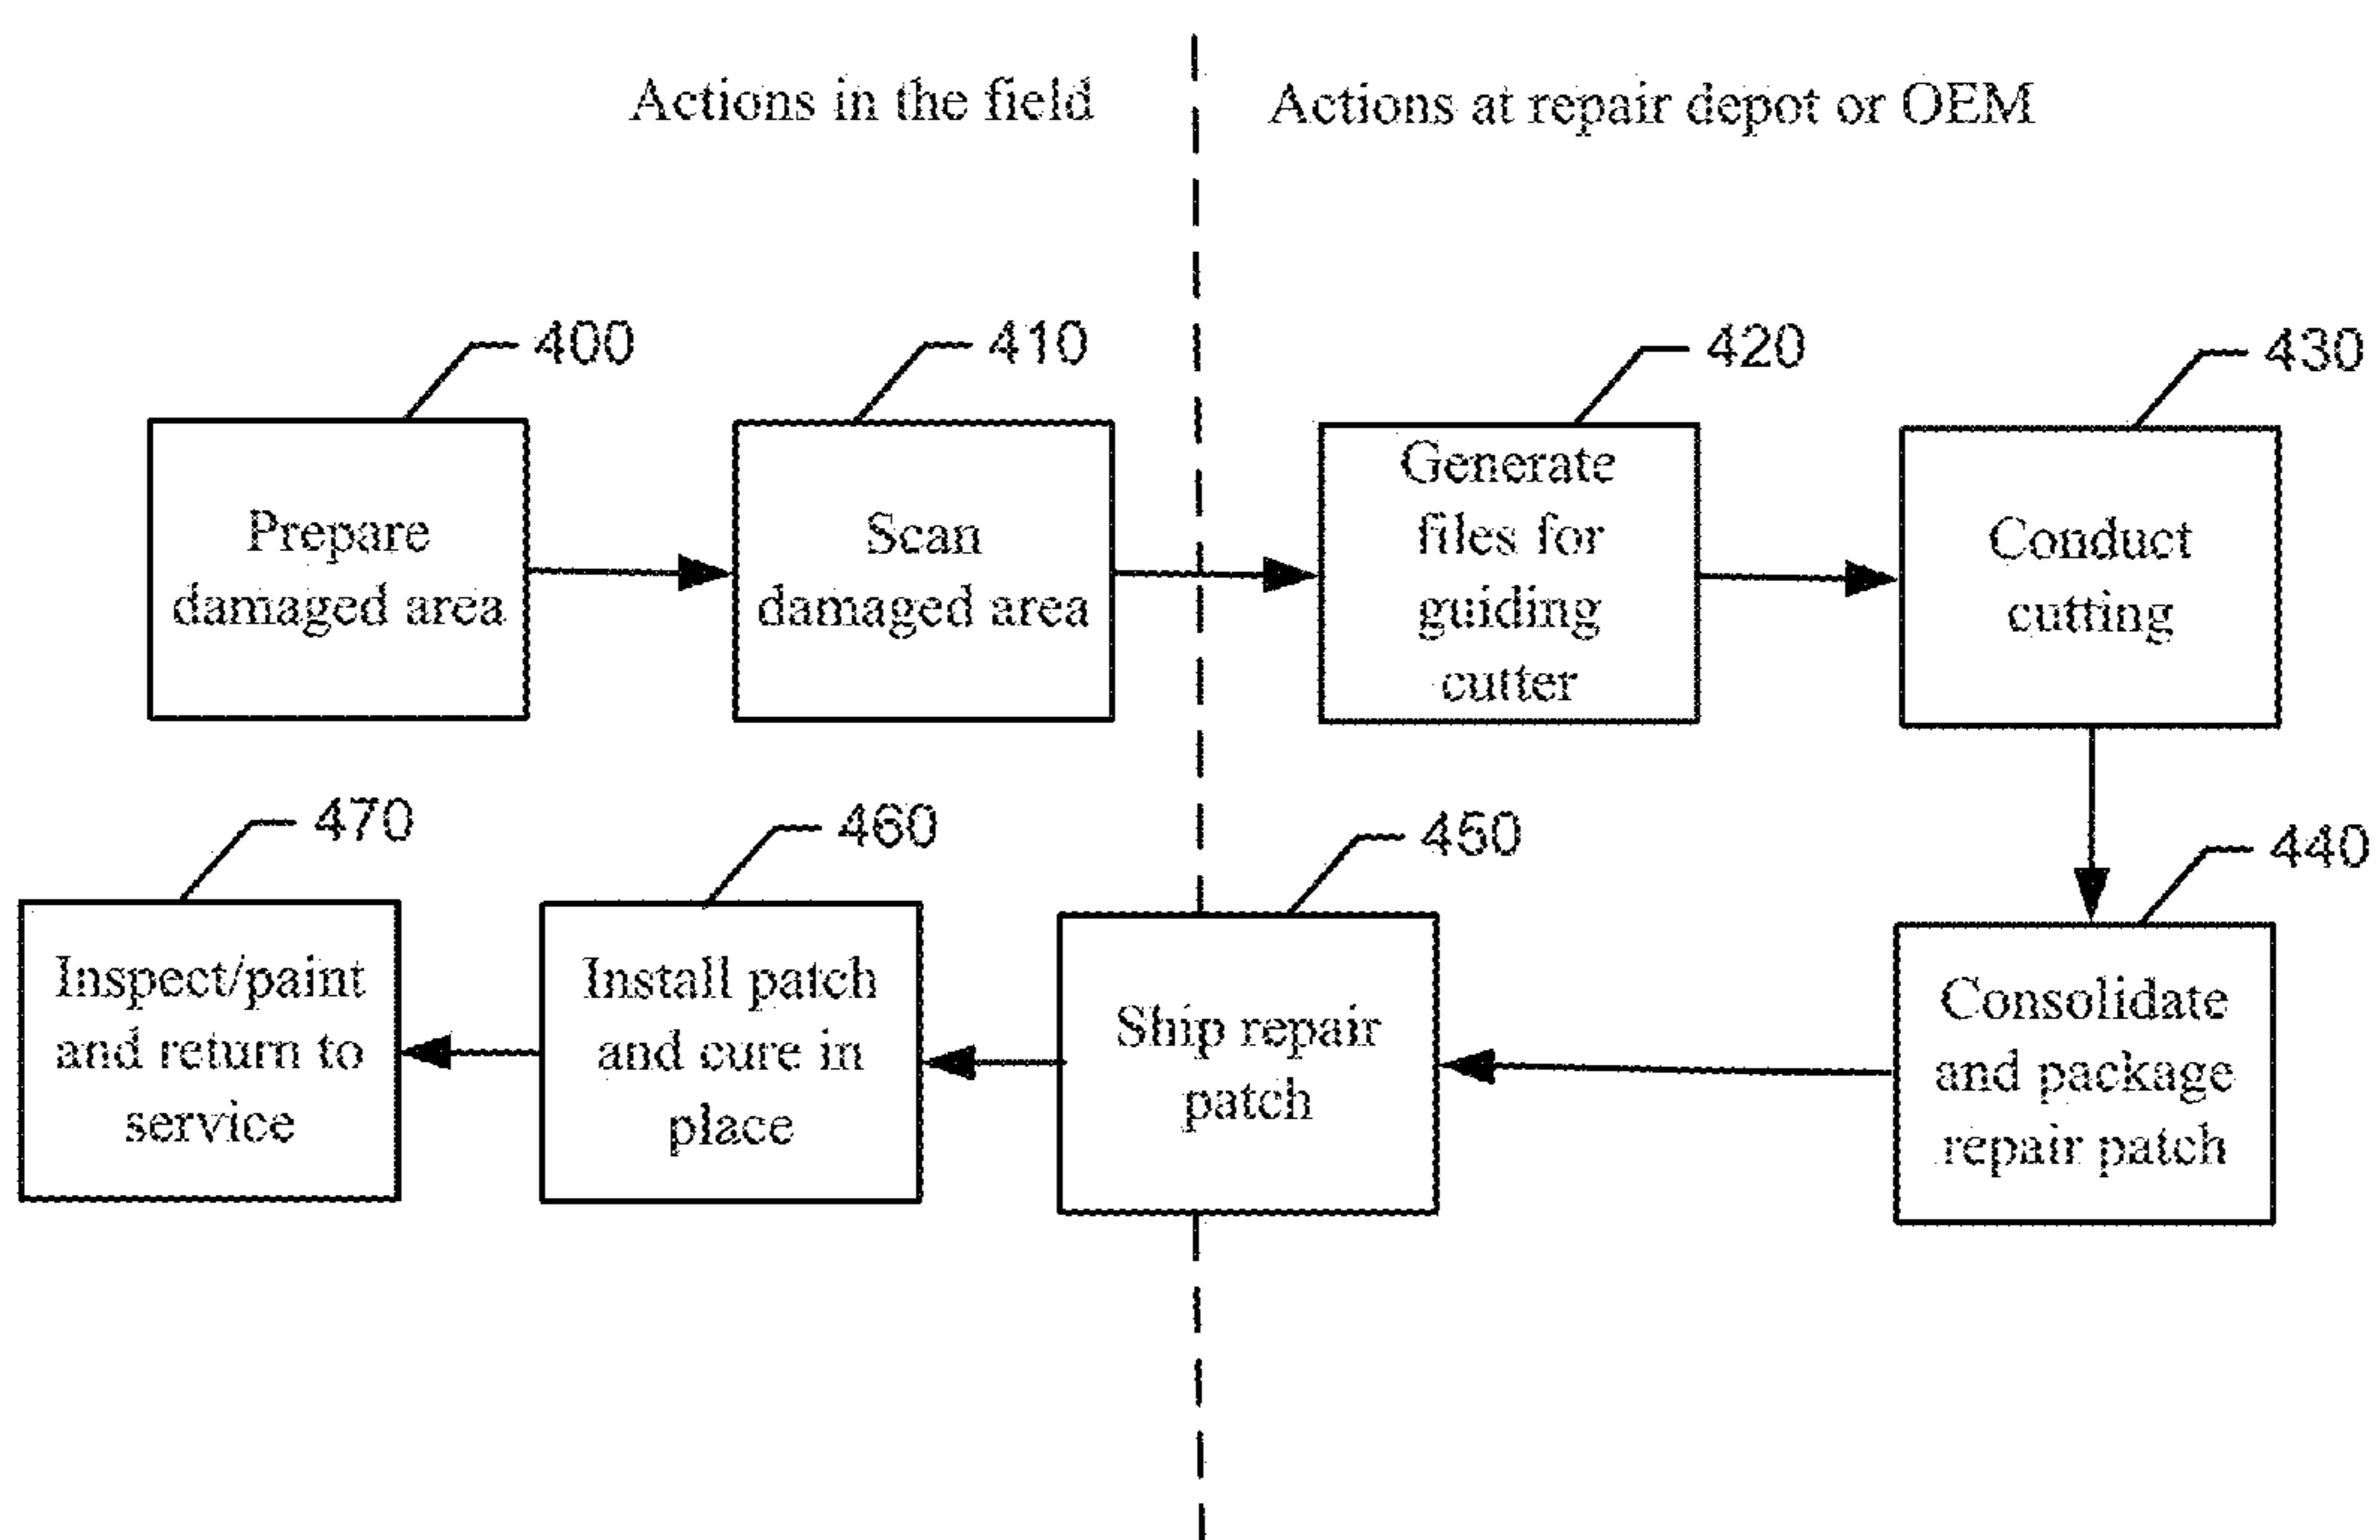 Actions in the field
Actions at repair depot or OEM
400
Prepare
damaged area
410
Scan
damaged area
420
Generate
files for
guiding
cutter
430
Conduct
cutting
440
Consolidate
and package
repair patch
450
Ship repair
patch
460
Install patch
and cure in
place
470
Inspect/paint
and return to
service